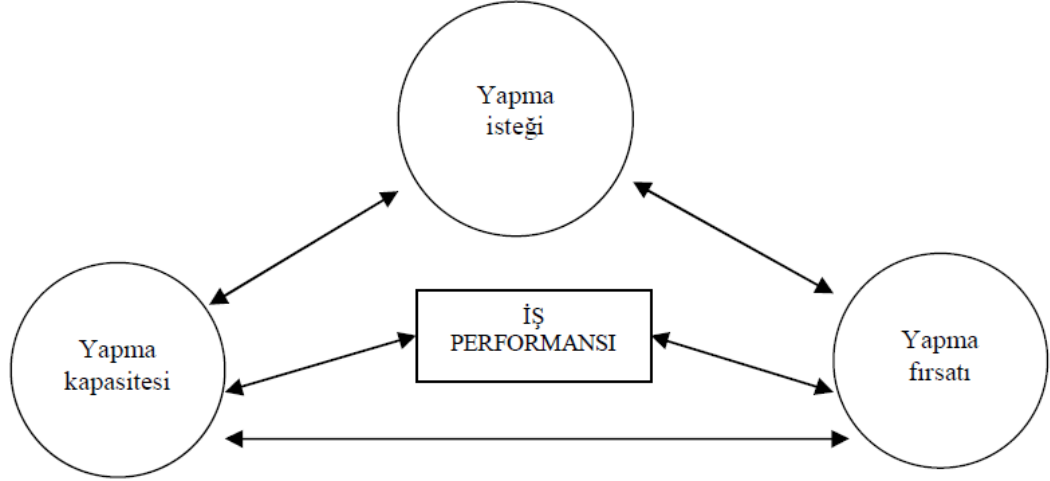 Yapma
isteği
İŞ
PERFORMANSI
Yapma
kapasitesi
Yapma
fırsatı